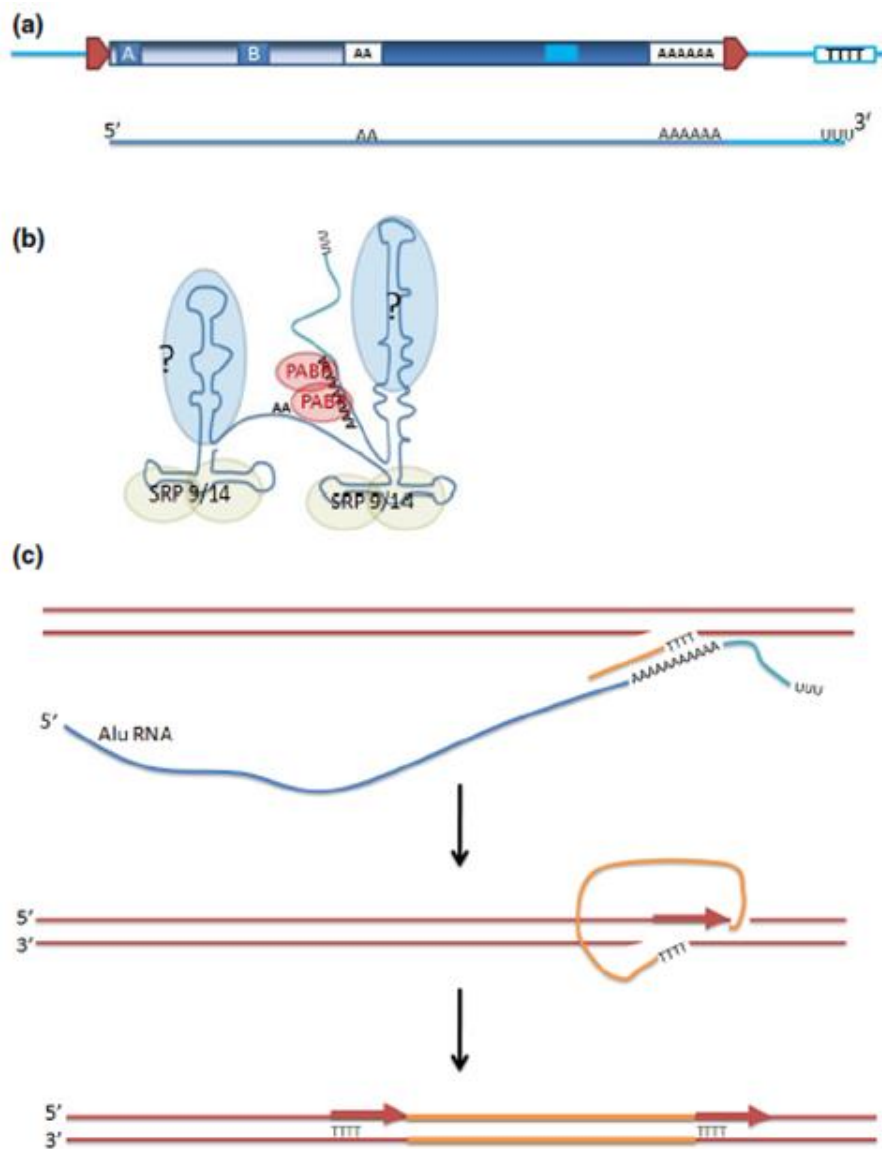 (a)
A B AA AAAAAA TTTT
5' AA AAAAAA UUU 3'
(b)
UUU
?
?
PABP
AA PABP
SRP 9/14
SRP 9/14
(c)
TTTT
AAAAAAAAAAA
UUU
5'
Alu RNA
5'
3'
TTTT
5'
TTTT TTTT
3'